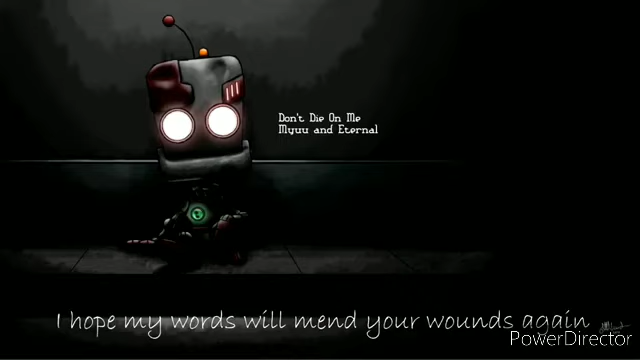 Don't Die On Me
Myuu and Eternal
I hope my words will mend your wounds again
PowerDirector